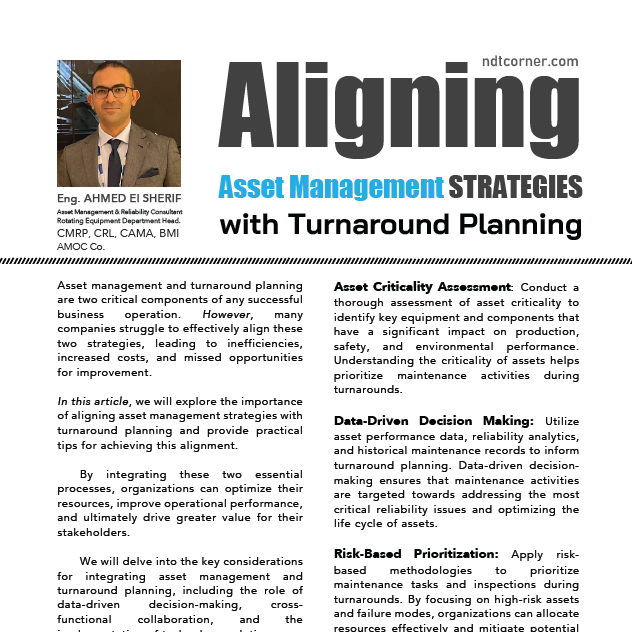 ndtcorner.com
Aligning
Asset Management STRATEGIES
with Turnaround Planning
Eng. AHMED El SHERIF
Asset Management & Reliability Consultant
Rotating Equipment Department Head.
CMRP, CRL, CAMA, BMI
AMOC Co.
Asset management and turnaround planning
are two critical components of any successful
business operation. However, many
companies struggle to effectively align these
two strategies, leading to inefficiencies,
increased costs, and missed opportunities
for improvement.
In this article, we will explore the importance
of aligning asset management strategies with
turnaround planning and provide practical
tips for achieving this alignment.
By integrating these two essential
processes, organizations can optimize their
resources, improve operational performance,
and ultimately drive greater value for their
stakeholders.
We will delve into the key considerations
for integrating asset management and
turnaround planning, including the role of
data-driven decision-making, cross-
functional collaboration, and the
Asset Criticality Assessment: Conduct a
thorough assessment of asset criticality to
identify key equipment and components that
have a significant impact on production,
safety, and environmental performance.
Understanding the criticality of assets helps
prioritize maintenance activities during
turnarounds.
Data-Driven Decision Making: Utilize
asset performance data, reliability analytics,
and historical maintenance records to inform
turnaround planning. Data-driven decision-
making ensures that maintenance activities
are targeted towards addressing the most
critical reliability issues and optimizing the
life cycle of assets.
Risk-Based Prioritization: Apply risk-
based methodologies to prioritize
maintenance tasks and inspections during
turnarounds. By focusing on high-risk assets
and failure modes, organizations can allocate
resources effectively and mitigate potential